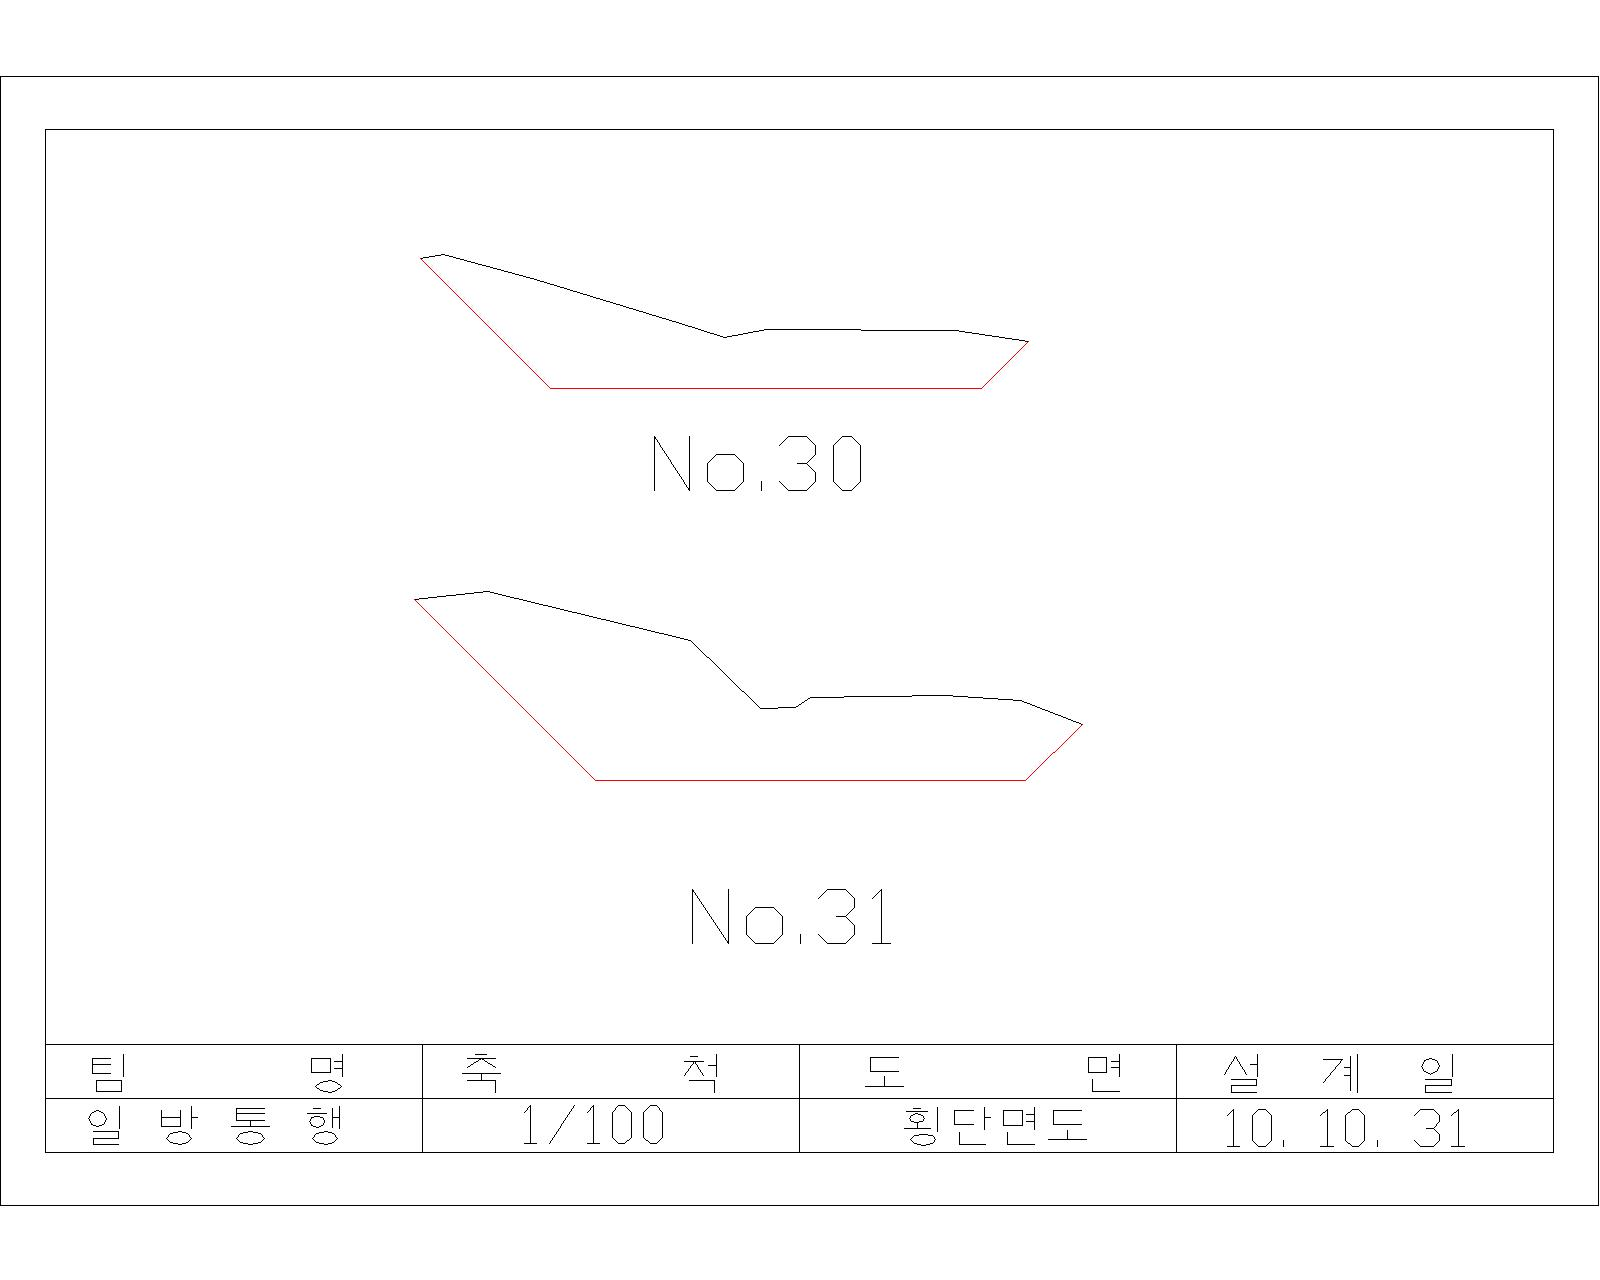 No.30
No.31
팀 명 축 척 도 면 설 계 일
일 방 통 행 1/100 횡단면도 10. 10. 31